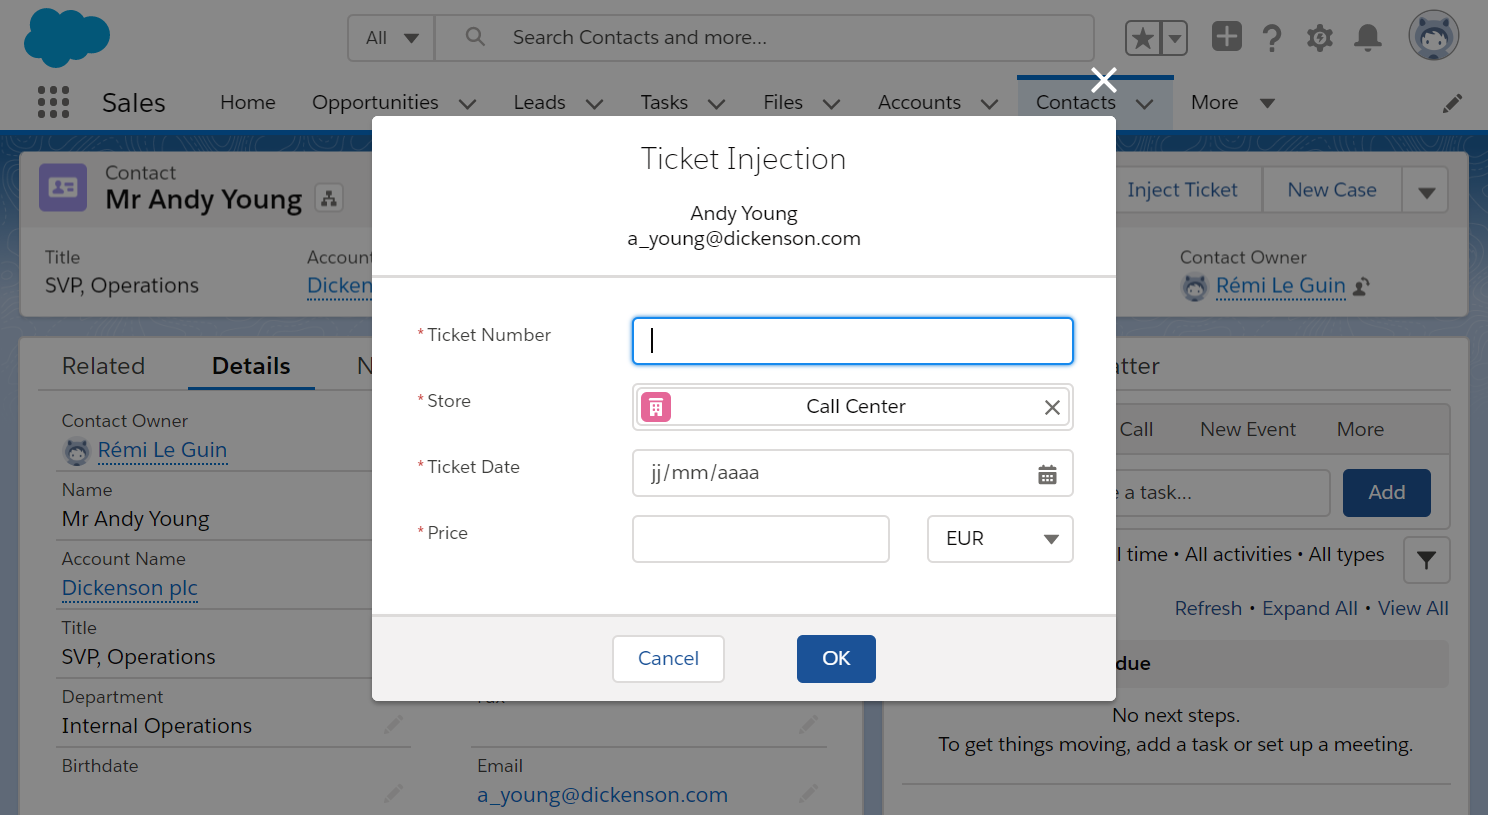 All
Search Contacts and more...
Sales
Home
Opportunities
Leads
Tasks
Files
Accounts
Contacts
More
Contact
Mr Andy Young
Inject Ticket
New Case
Title
SVP, Operations
Account
Dicken
Contact Owner
Rémi Le Guin
Ticket Injection
Andy Young
a_young@dickenson.com
*Ticket Number
*Store
Call Center
*Ticket Date
jj/mm/aaaa
*Price
EUR
Cancel
OK
Related
Details
N
Contact Owner
Rémi Le Guin
Name
Mr Andy Young
Account Name
Dickenson plc
Title
SVP, Operations
Department
Internal Operations
Birthdate
Email
a_young@dickenson.com
atter
Call
New Event
More
e a task...
Add
l time • All activities • All types
Refresh • Expand All • View All
due
No next steps.
To get things moving, add a task or set up a meeting.